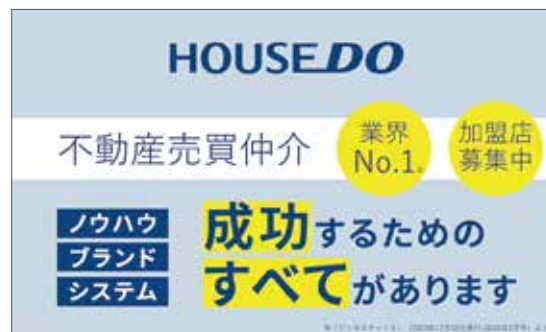 HOUSEDO
不動産売買仲介
業界
No.1
加盟店
募集中
ノウハウ
ブランド
システム
成功するための
すべてがあります